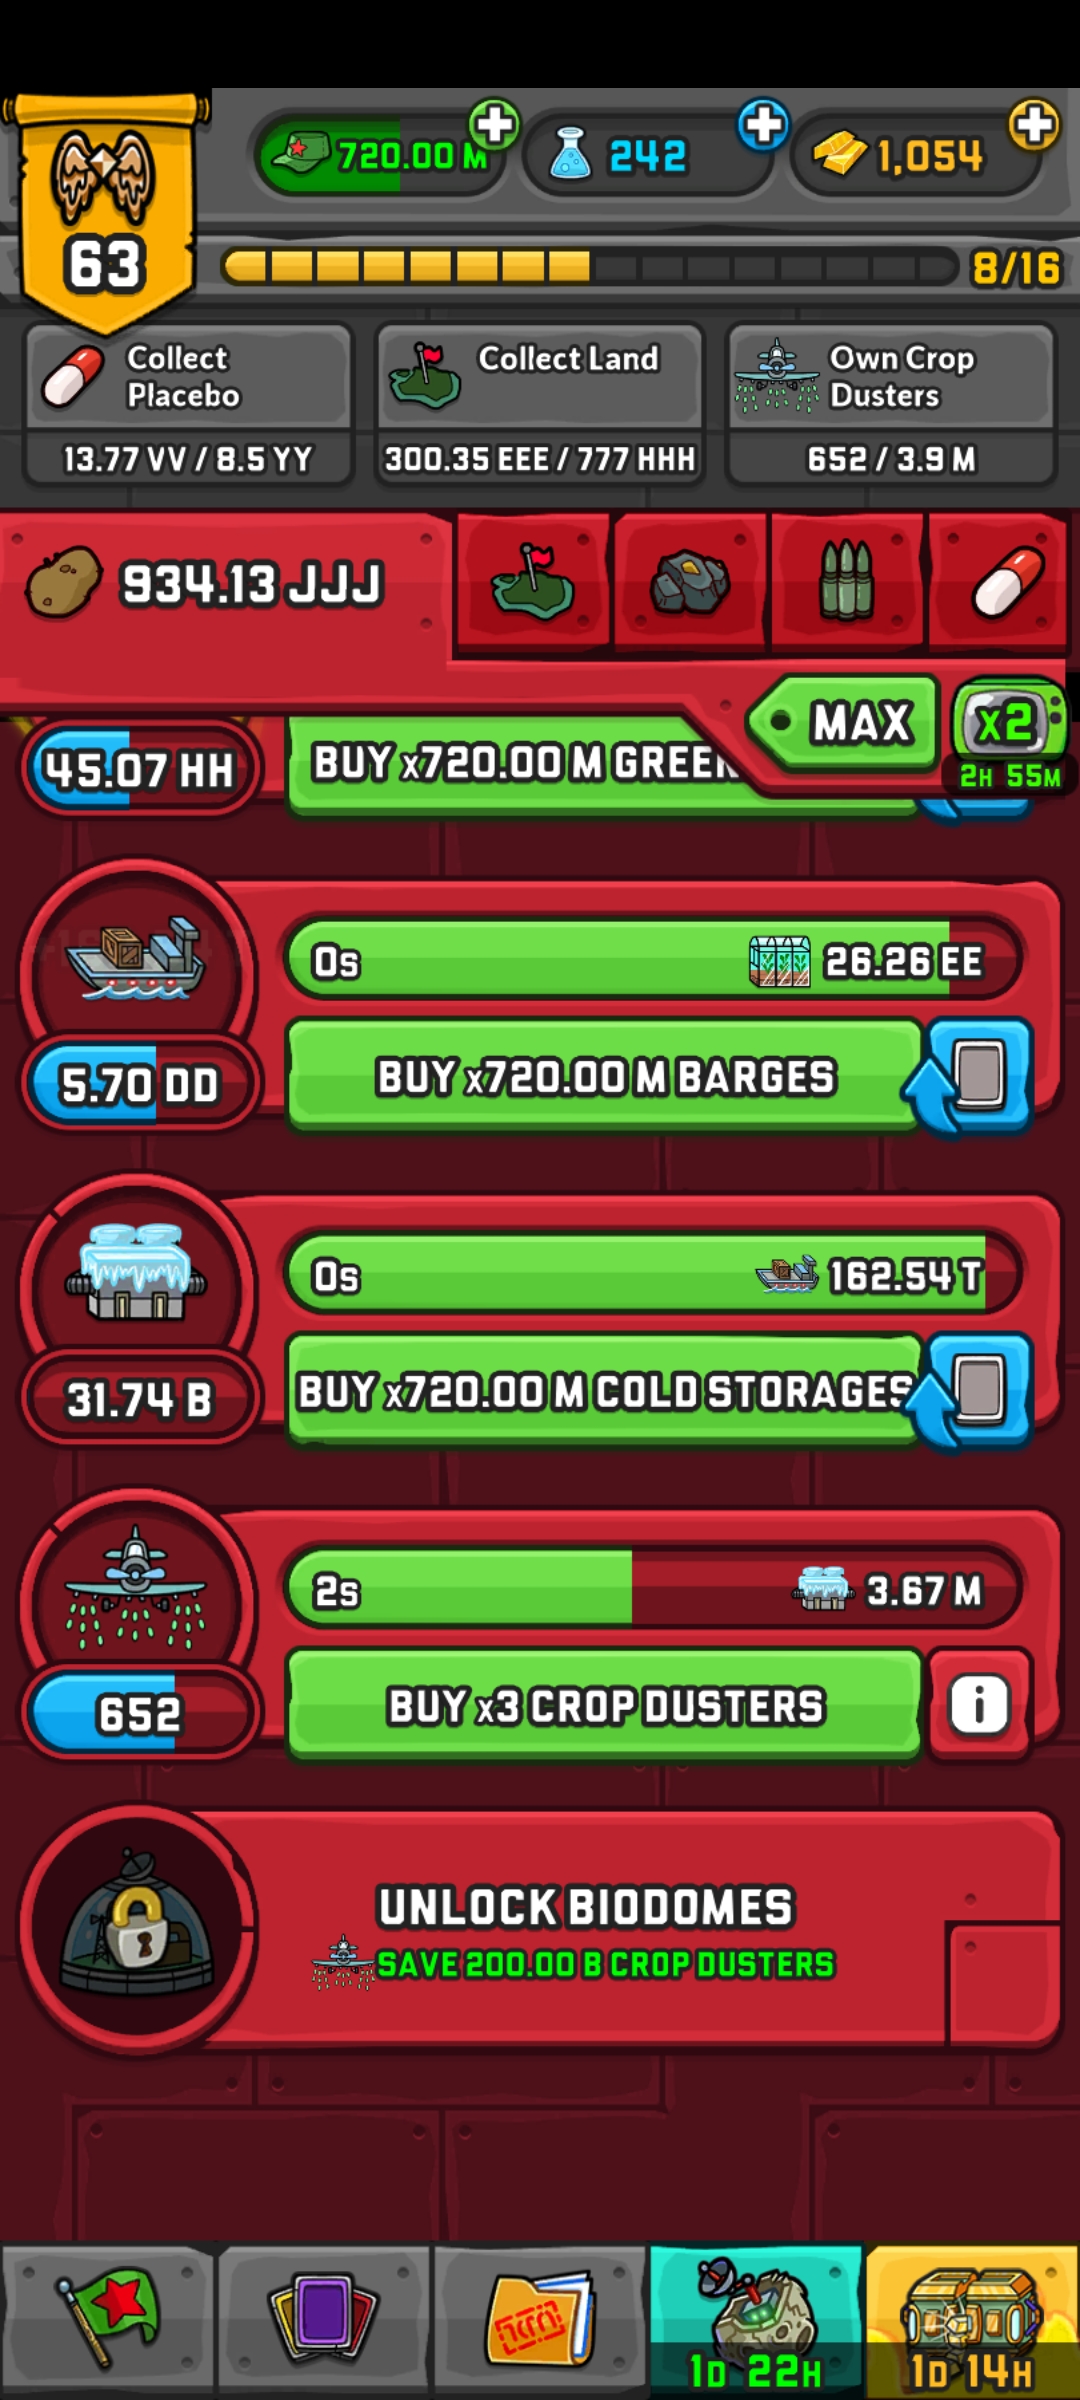 720.00 M
242
1,054
63
8/16
Collect
Placebo
13.77 VV / 8.5 YY
Collect Land
300.35 EEE / 777 HHH
Own Crop
Dusters
652 / 3.9 M
934.13 JJJ
MAX
x2
2H 55M
45.07 HH
BUY x720.00 M
0s
26.26 EE
5.70 DD
BUY x720.00 M BARGES
0s
162.54 T
31.74 B
BUY x720.00 M COLD STORAGES
2s
3.67 M
652
BUY x3 CROP DUSTERS
i
UNLOCK BIODOMES
SAVE 200.00 B CROP DUSTERS
1D 22H
1D 14H